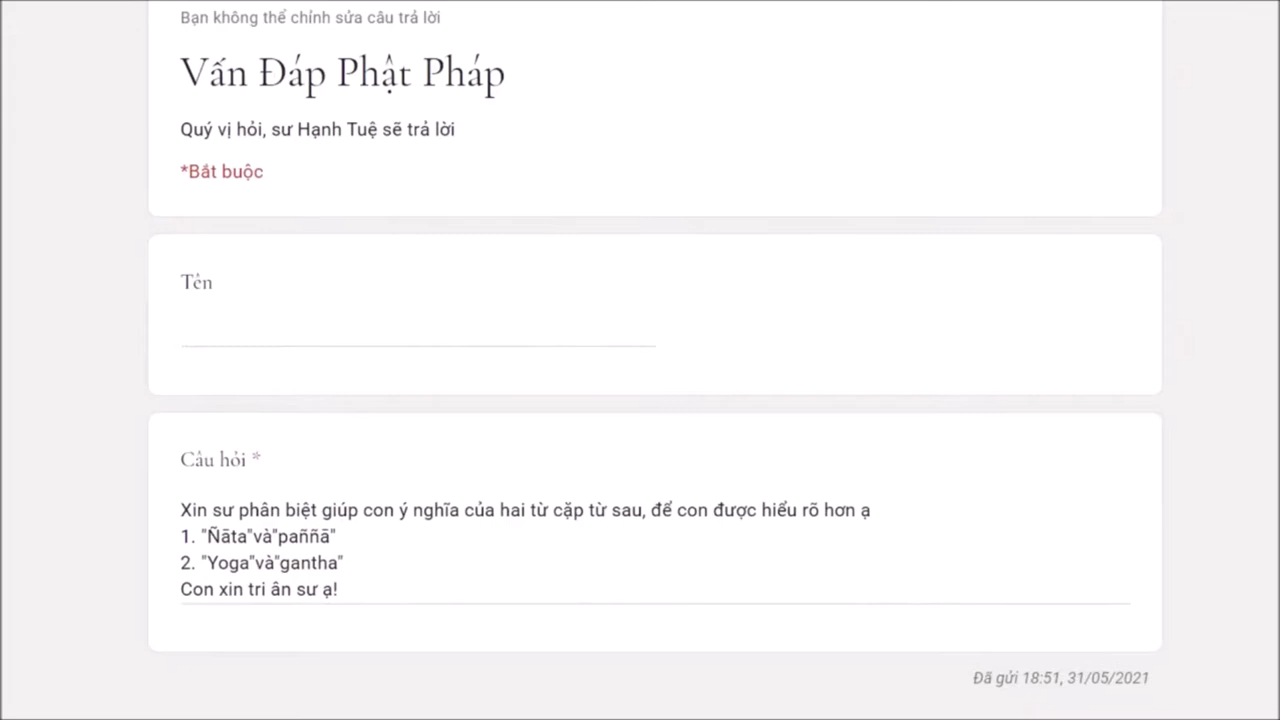 Bạn không thể chỉnh sửa câu trả lời
Vấn Đáp Phật Pháp
Quý vị hỏi, sư Hạnh Tuệ sẽ trả lời
*Bắt buộc
Tên
Câu hỏi *
Xin sư phân biệt giúp con ý nghĩa của hai từ cặp từ sau, để con được hiểu rõ hơn ạ
1. "Ñāta"và"paññā"
2. "Yoga"và"gantha"
Con xin tri ân sư ạ!
Đã gửi 18:51, 31/05/2021